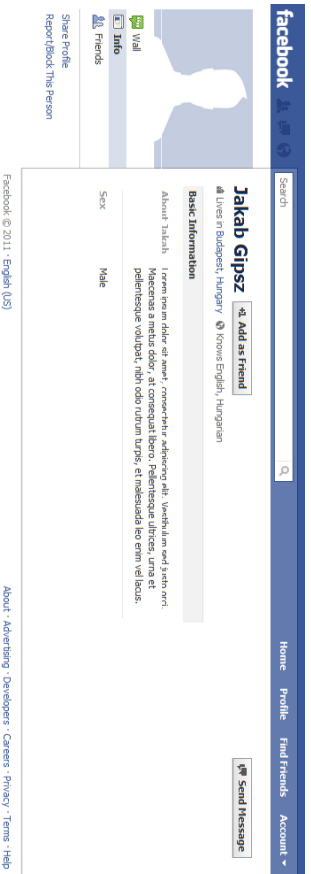 facebook
Search
Home Profile Find Friends Account
Wall
Info
Friends
Share Profile
Report/Block This Person
Jakab Gipsz
Add as Friend
Send Message
Lives in Budapest, Hungary Knows English, Hungarian
Basic Information
About Jakab
Lorem ipsum dolor sit amet, consectetur adipiscing elit. Vestibulum sed justo orci.
Maecenas a metus dolor, at consequat libero. Pellentesque ultrices, urna et
pellentesque volutpat, nibh odio rutrum turpis, et malesuada leo enim vel lacus.
Sex Male
Facebook © 2011 · English (US)
About · Advertising · Developers · Careers · Privacy · Terms · Help